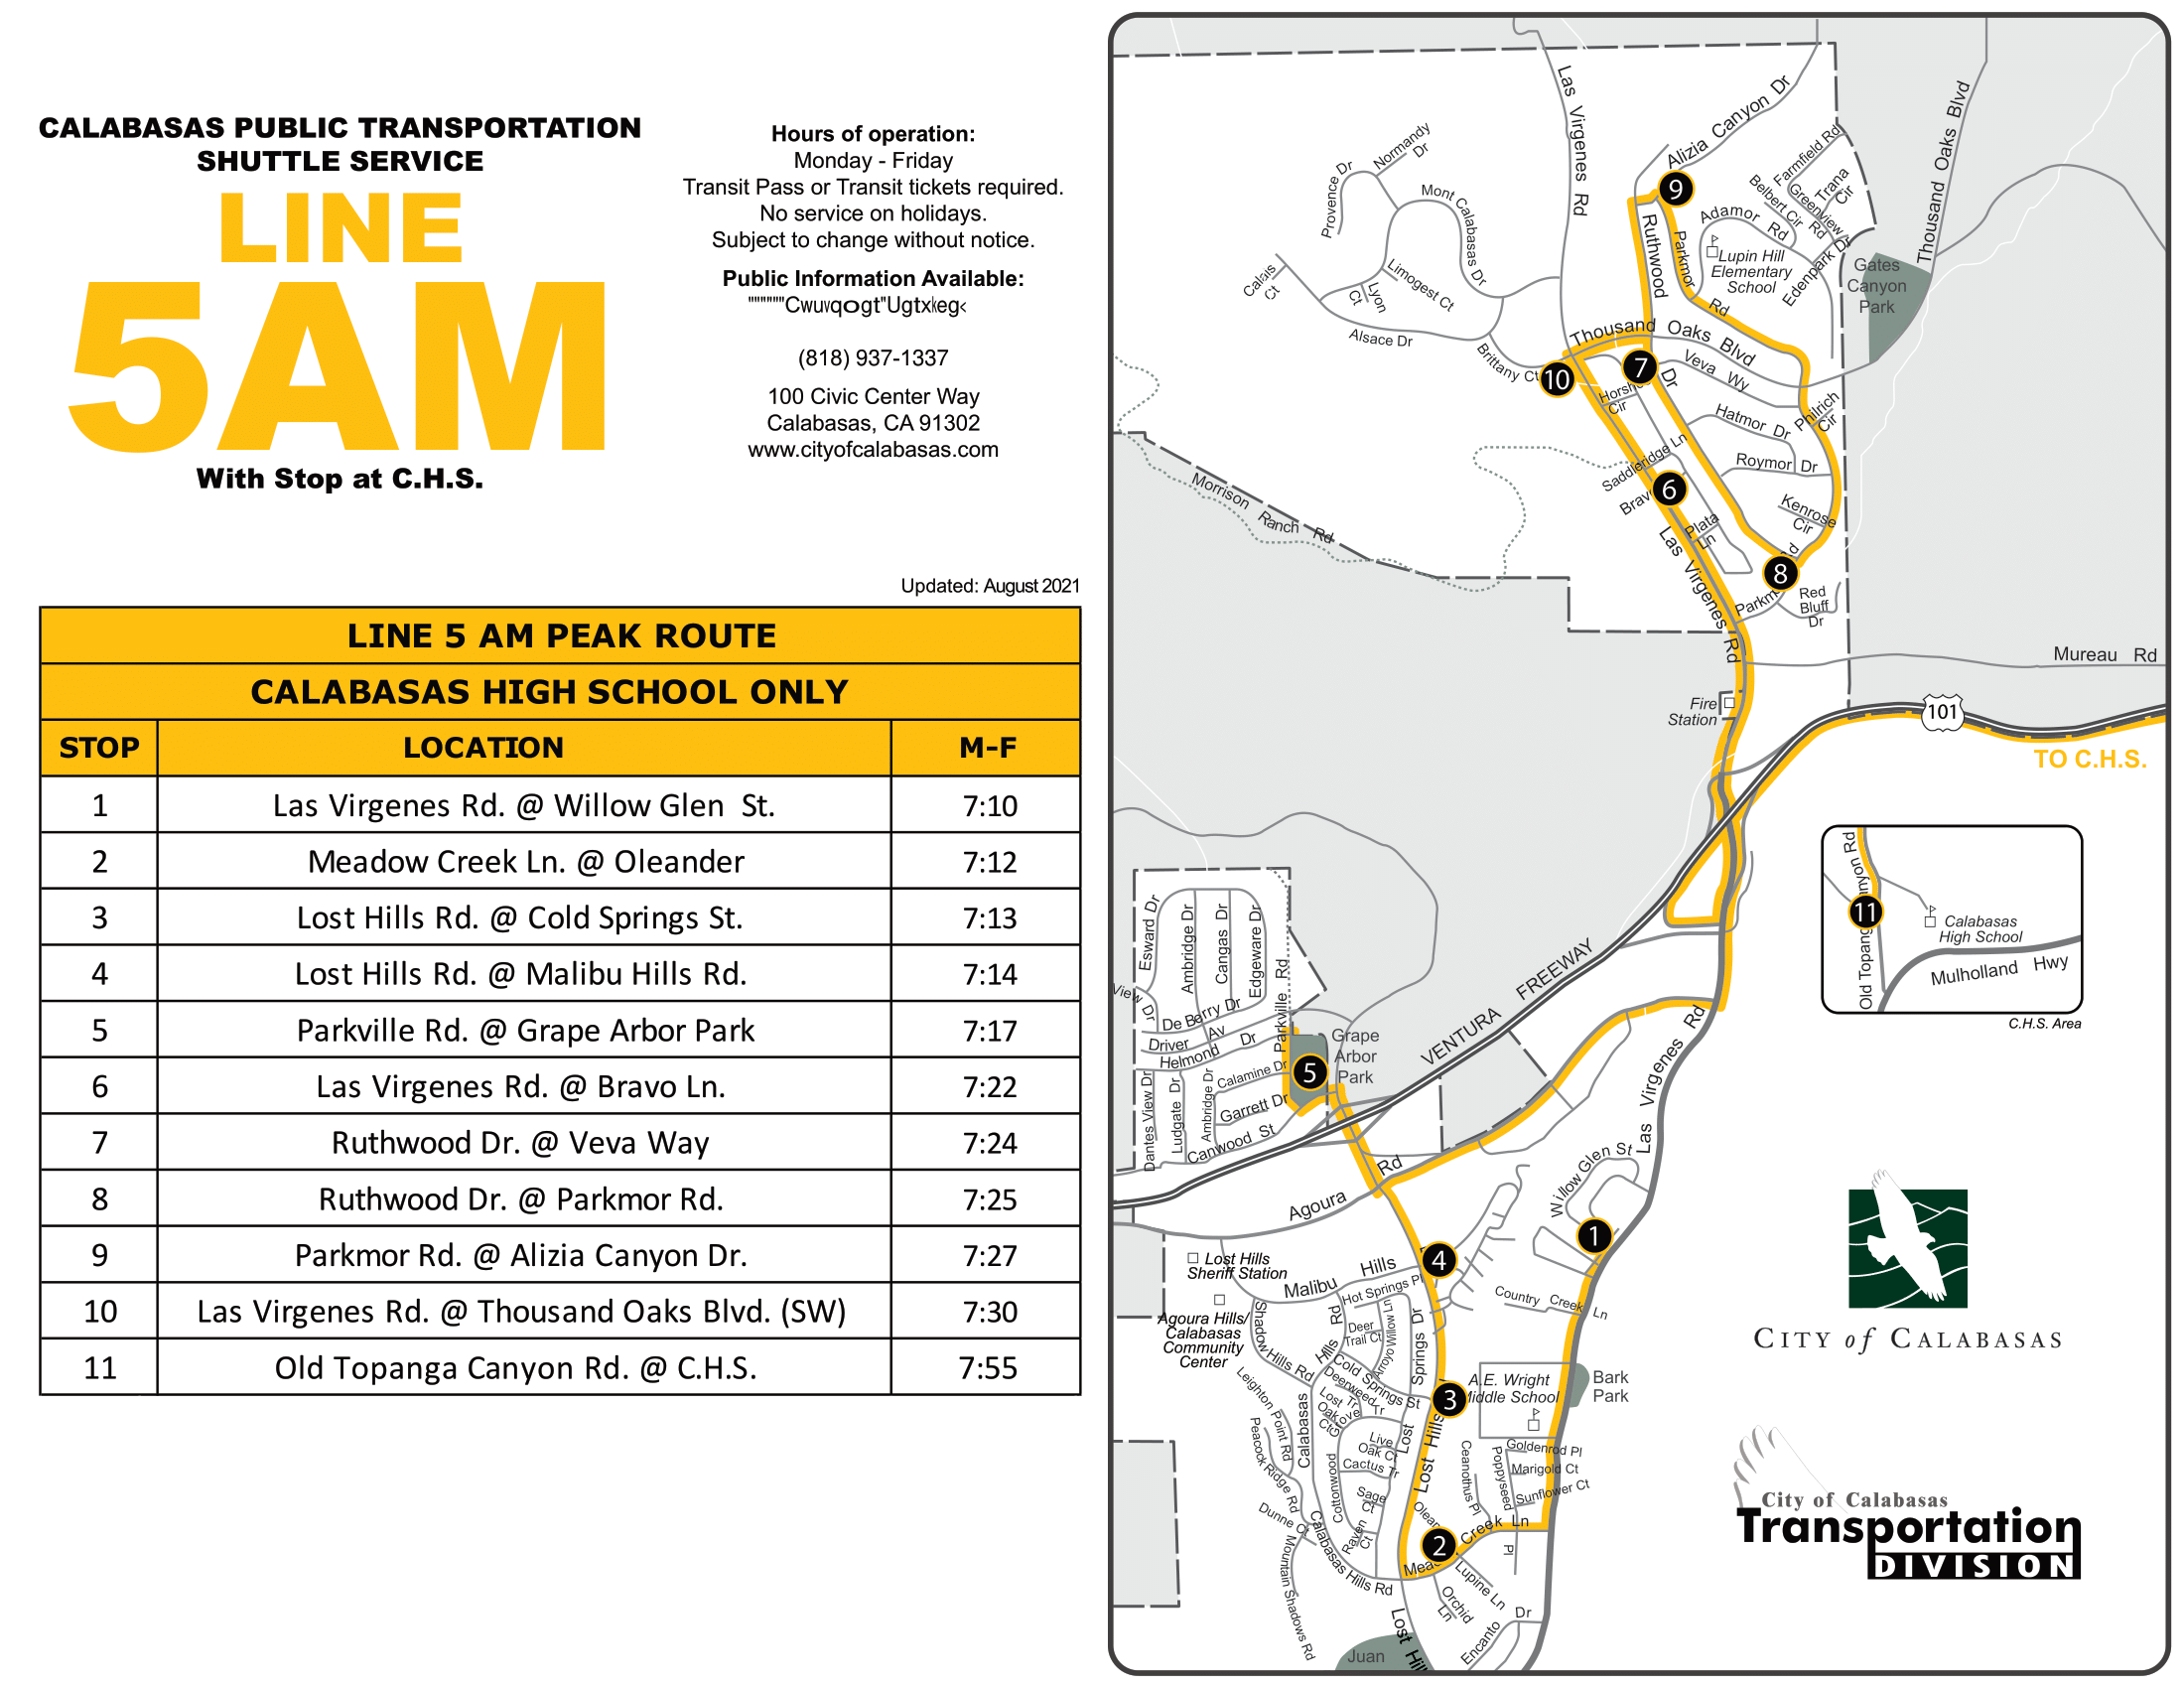 CALABASAS PUBLIC TRANSPORTATION
SHUTTLE SERVICE
LINE
5AM
With Stop at C.H.S.
Hours of operation:
Monday - Friday
Transit Pass or Transit tickets required.
No service on holidays.
Subject to change without notice.
Public Information Available:
""""""Cwuvqogt"Ugtxkeg<
(818) 937-1337
100 Civic Center Way
Calabasas, CA 91302
www.cityofcalabasas.com
Updated: August 2021
LINE 5 AM PEAK ROUTE
CALABASAS HIGH SCHOOL ONLY
STOP LOCATION M-F
1 Las Virgenes Rd. @ Willow Glen St. 7:10
2 Meadow Creek Ln. @ Oleander 7:12
3 Lost Hills Rd. @ Cold Springs St. 7:13
4 Lost Hills Rd. @ Malibu Hills Rd. 7:14
5 Parkville Rd. @ Grape Arbor Park 7:17
6 Las Virgenes Rd. @ Bravo Ln. 7:22
7 Ruthwood Dr. @ Veva Way 7:24
8 Ruthwood Dr. @ Parkmor Rd. 7:25
9 Parkmor Rd. @ Alizia Canyon Dr. 7:27
10 Las Virgenes Rd. @ Thousand Oaks Blvd. (SW) 7:30
11 Old Topanga Canyon Rd. @ C.H.S. 7:55
Las Virgenes Rd
Alizia Canyon Dr
Thousand Oaks Blvd
Normandy Dr
Provence Dr
Mont Calabasas Dr
Farmfield Rd
Trana Cir
Belbert Cir
Greenview Rd
9
Adamor Rd
Ruthwood Dr
Parkmor Rd
Lupin Hill
Elementary
School
Edenpark Dr
Gates
Canyon
Park
Calais Ct
Lyon Ct
Limogest Ct
Alsace Dr
Brittany Ct
Thousand Oaks Blvd
10
7
Veva Wy
Cir
Philrich Cir
Hatmor Dr
Saddleridge Ln
Roymor Dr
6
Kenrose Cir
Plata Ln
Morrison Ranch Rd
Las Virgenes Rd
8
Red
Bluff
Dr
Mureau Rd
Fire
Station
101
TO C.H.S.
11
Calabasas
High School
Mulholland Hwy
C.H.S. Area
Esward Dr
Ambridge Dr
Cangas Dr
Edgeware Dr
Parkville Rd
View Dr
De Berry Dr
Driver Av
Helmond Dr
Calamine Dr
Garrett Dr
Canwood St
Dantes View Dr
Ludgate Dr
Ambridge Dr
5
Grape
Arbor
Park
VENTURA FREEWAY
Las Virgenes Rd
Agoura Rd
Willow Glen St
1
4
Lost Hills
Sheriff Station
Malibu Hills
Hot Springs Pl
Country Creek Ln
Agoura Hills/
Calabasas
Community
Center
Shadow Hills Rd
Hills Rd
Deer
Trail Ct
Arroyo Willow Ln
Springs Dr
Cold Springs St
Deerweed Tr
Lost
Oak
Ct
Grove
3
A.E. Wright
Middle School
Bark
Park
Leighton Point Rd
Peacock Ridge Rd
Calabasas
Live
Oak Ct
Cactus Tr
Cottonwood
Sage Ct
Raven Ct
Lost
Lost Hills
Ceanothus Pl
Poppyseed Pl
Goldenrod Pl
Marigold Ct
Sunflower Ct
Creek Ln
2
Dunne Ct
Mountain Shadows Rd
Calabasas Hills Rd
Lupine Ln
Orchid Ln
Encanto Dr
Juan
CITY of CALABASAS
City of Calabasas
Transportation
DIVISION